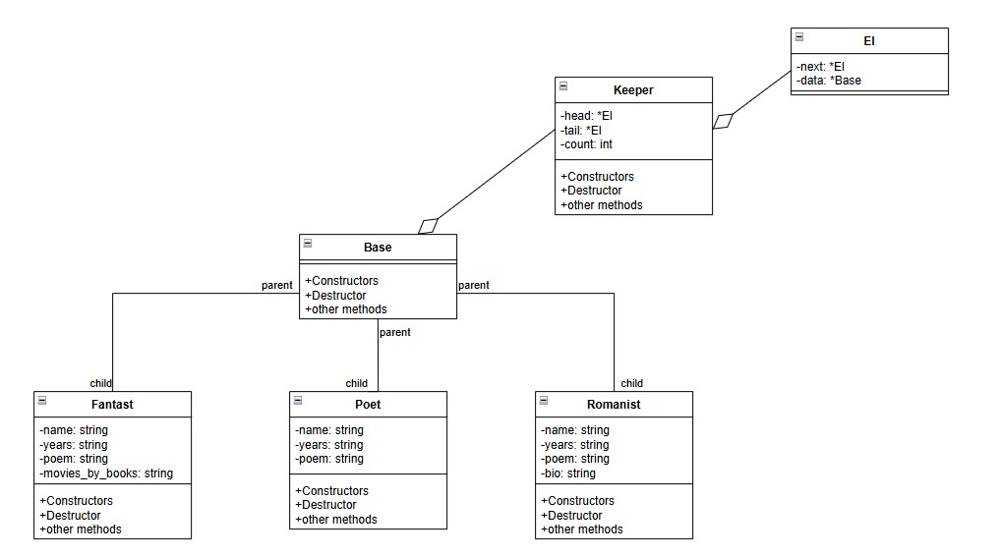 El
-next: *El
-data: *Base
Keeper
-head: *El
-tail: *El
-count: int
+Constructors
+Destructor
+other methods
Base
+Constructors
+Destructor
+other methods
parent
parent
parent
child
child
child
Fantast
-name: string
-years: string
-poem: string
-movies_by_books: string
+Constructors
+Destructor
+other methods
Poet
-name: string
-years: string
-poem: string
+Constructors
+Destructor
+other methods
Romanist
-name: string
-years: string
-poem: string
-bio: string
+Constructors
+Destructor
+other methods